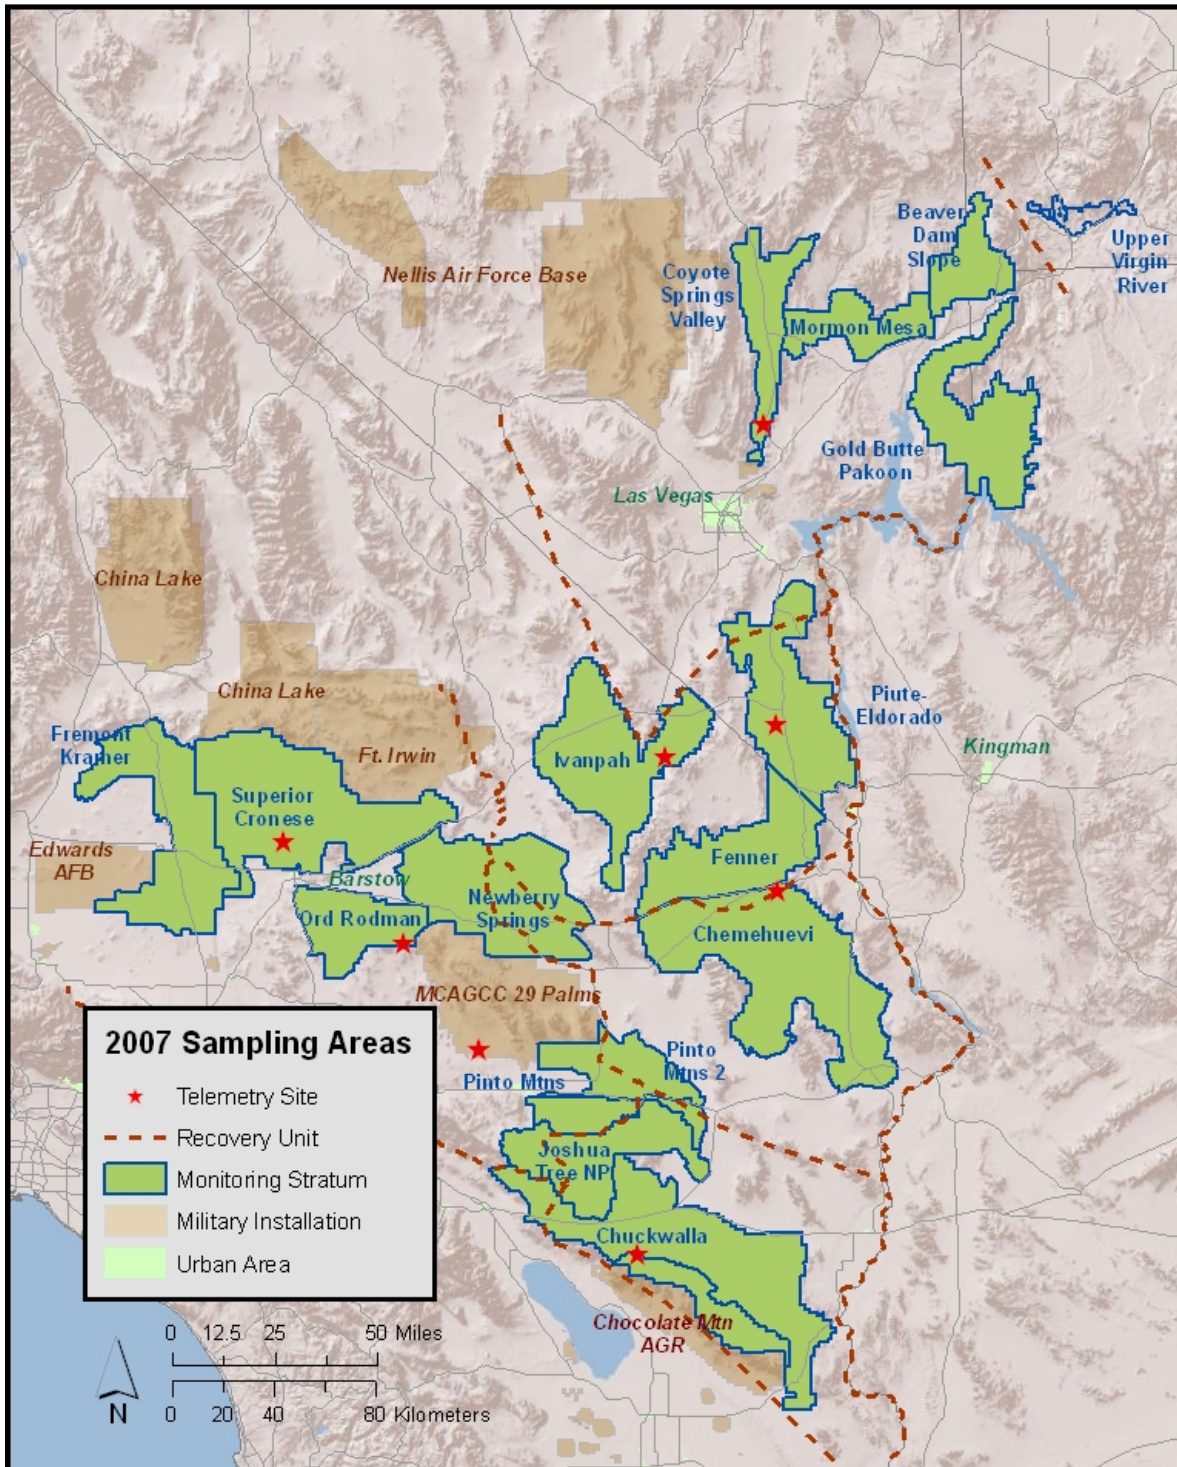 Beaver
Dam
Slope
Upper
Virgin
River
Nellis Air Force Base
Coyote
Springs
Valley
Mormon Mesa
Gold Butte
Pakoon
Las Vegas
China Lake
China Lake
Piute-
Eldorado
Fremont
Kramer
Ft. Irwin
Ivanpah
Kingman
Superior
Cronese
Edwards
AFB
Barstow
Fenner
Newberry
Springs
Ord Rodman
Chemehuevi
MCAGCC 29 Palms
Pinto
Mtns 2
Pinto Mtns
Joshua
Tree NP
Chuckwalla
Chocolate Mtn
AGR
2007 Sampling Areas
Telemetry Site
Recovery Unit
Monitoring Stratum
Military Installation
Urban Area
0 12.5 25 50 Miles
0 20 40 80 Kilometers
N